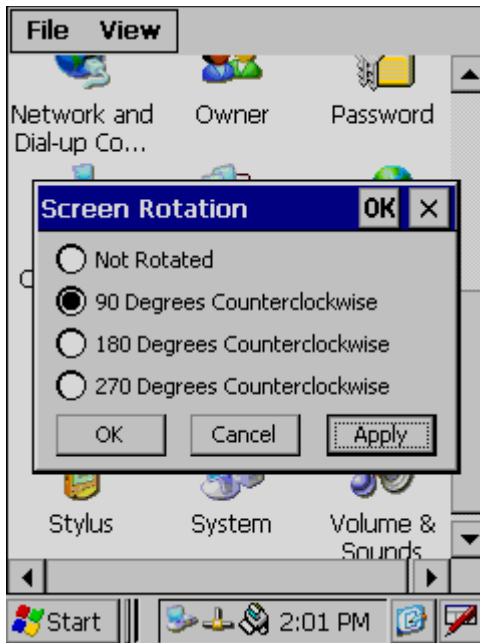 File View
Network and Dial-up Co...
Owner
Password
Screen Rotation OK
Not Rotated
90 Degrees Counterclockwise
180 Degrees Counterclockwise
270 Degrees Counterclockwise
OK Cancel Apply
Stylus
System
Volume & Sounds
Start 2:01 PM